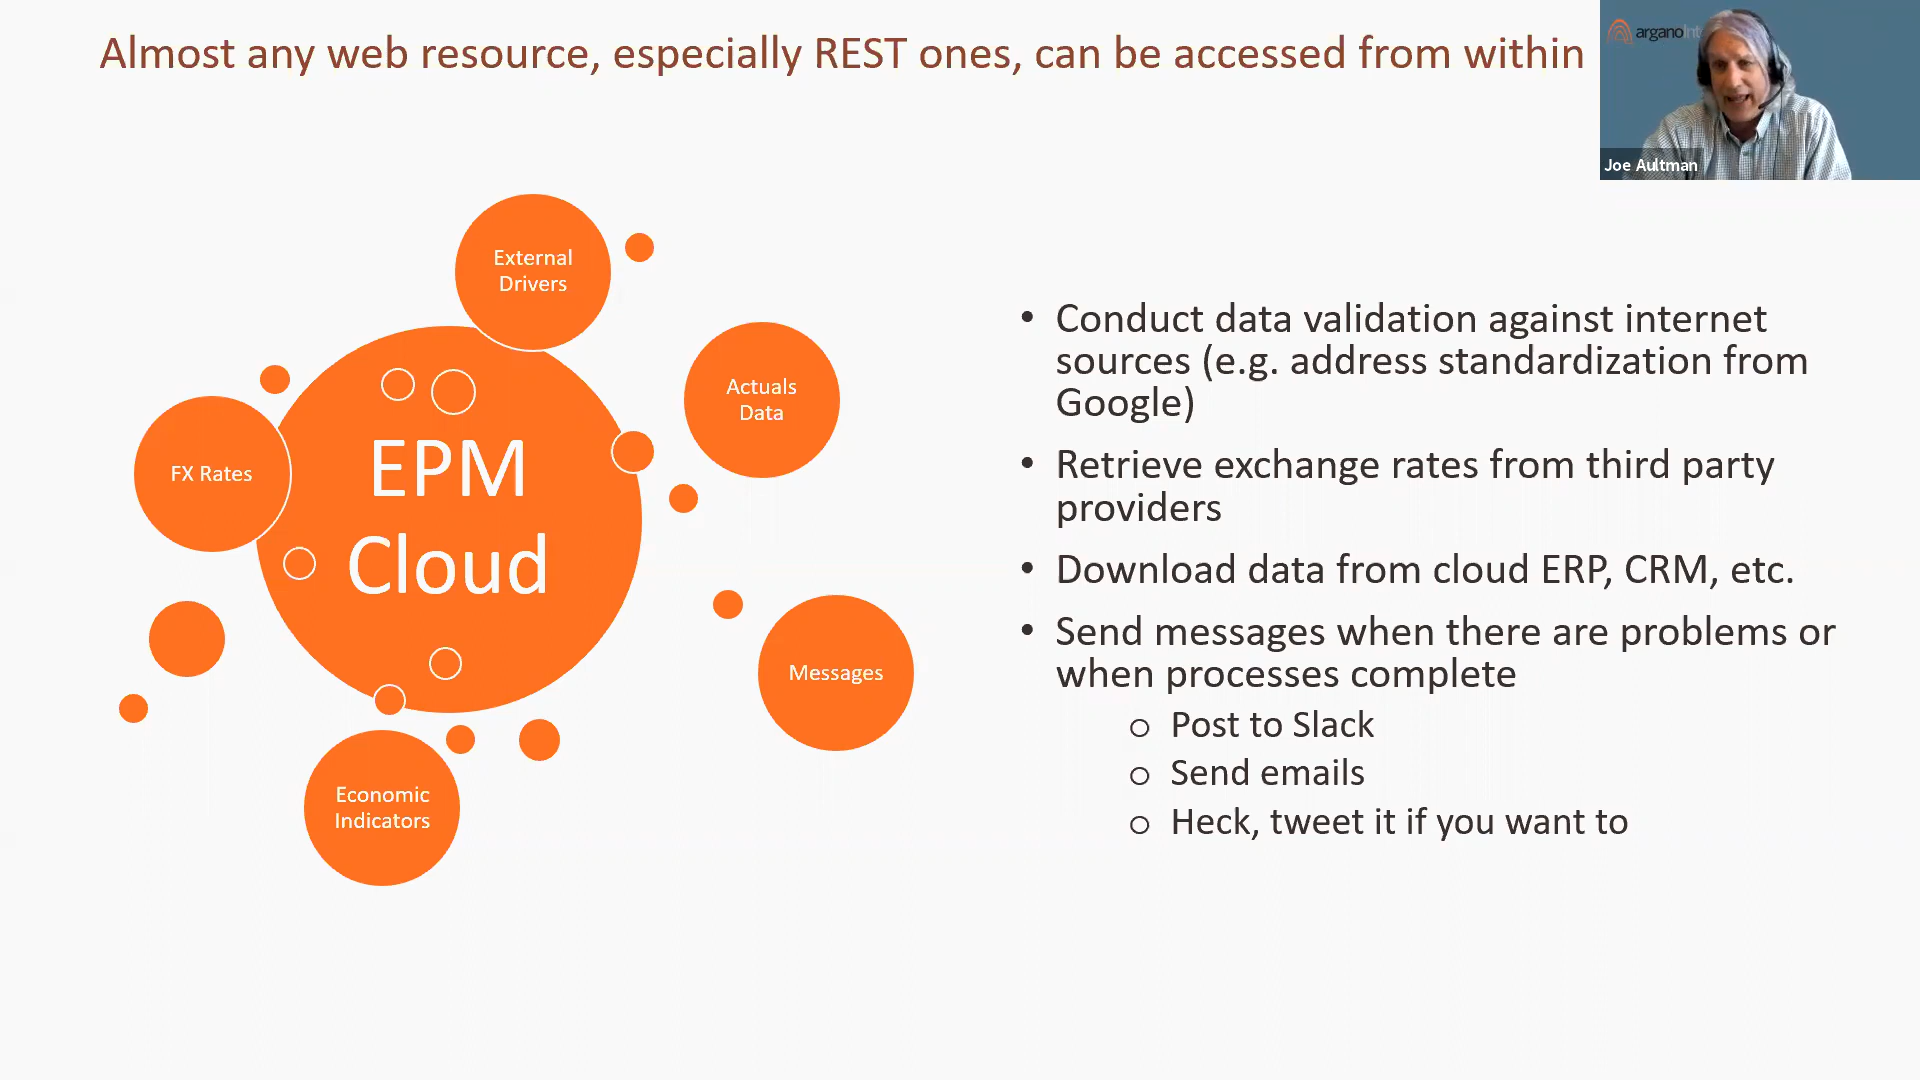 Almost any web resource, especially REST ones, can be accessed from within
argano
Joe Aultman
External
Drivers
Actuals
Data
FX Rates
EPM
Cloud
Messages
Economic
Indicators
• Conduct data validation against internet
sources (e.g. address standardization from
Google)
• Retrieve exchange rates from third party
providers
• Download data from cloud ERP, CRM, etc.
• Send messages when there are problems or
when processes complete
o Post to Slack
o Send emails
o Heck, tweet it if you want to